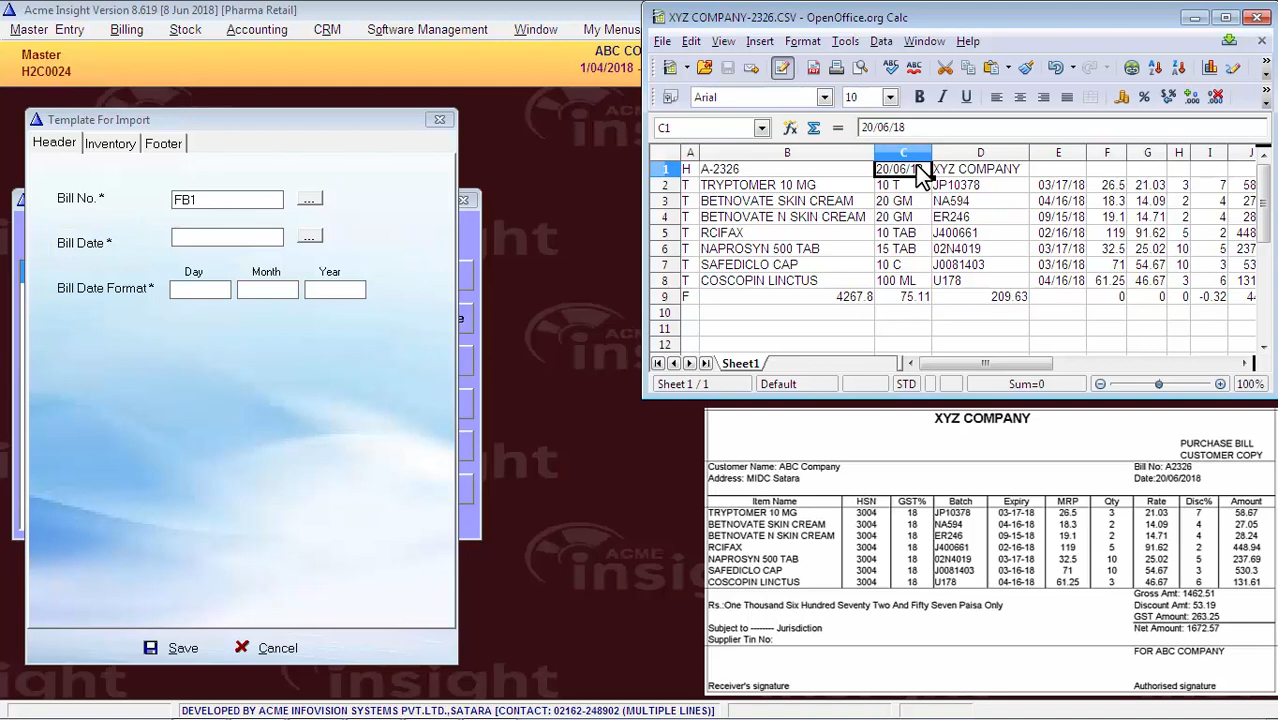 Acme Insight Version 8.619 [8 Jun 2018] [Pharma Retail]
Master Entry Billing Stock Accounting CRM Software Management Window My Menus
Master
H2C0024
ABC CO
1/04/2018 -
Template For Import
Header Inventory Footer
Bill No. * FB1 ...
Bill Date * ...
Day Month Year
Bill Date Format *
Save Cancel
XYZ COMPANY-2326.CSV - OpenOffice.org Calc
File Edit View Insert Format Tools Data Window Help
Arial 10 B I U
C1 20/06/18
A B C D E F G H I J
1 H A-2326 20/06/18 XYZ COMPANY
2 T TRYPTOMER 10 MG 10 T JP10378 03/17/18 26.5 21.03 3 7 58
3 T BETNOVATE SKIN CREAM 20 GM NA594 04/16/18 18.3 14.09 2 4 27
4 T BETNOVATE N SKIN CREAM 20 GM ER246 09/15/18 19.1 14.71 2 4 28
5 T RCIFAX 10 TAB J400661 02/16/18 119 91.62 5 2 448
6 T NAPROSYN 500 TAB 15 TAB 02N4019 03/17/18 32.5 25.02 10 5 237
7 T SAFEDICLO CAP 10 C J0081403 03/16/18 71 54.67 10 3 53
8 T COSCOPIN LINCTUS 100 ML U178 04/16/18 61.25 46.67 3 6 131
9 F 4267.8 75.11 209.63 0 0 0 -0.32 4
10
11
12
Sheet1
Sheet 1 / 1 Default STD Sum=0 100%
XYZ COMPANY
PURCHASE BILL
CUSTOMER COPY
Customer Name: ABC Company Bill No: A2326
Address: MIDC Satara Date:20/06/2018
Item Name HSN GST% Batch Expiry MRP Qty Rate Disc% Amount
TRYPTOMER 10 MG 3004 18 JP10378 03-17-18 26.5 3 21.03 7 58.67
BETNOVATE SKIN CREAM 3004 18 NA594 04-16-18 18.3 2 14.09 4 27.05
BETNOVATE N SKIN CREAM 3004 18 ER246 09-15-18 19.1 2 14.71 4 28.24
RCIFAX 3004 18 J400661 02-16-18 119 5 91.62 2 448.94
NAPROSYN 500 TAB 3004 18 02N4019 03-17-18 32.5 10 25.02 5 237.69
SAFEDICLO CAP 3004 18 J0081403 03-16-18 71 10 54.67 3 530.3
COSCOPIN LINCTUS 3004 18 U178 04-16-18 61.25 3 46.67 6 131.61
Gross Amt: 1462.51
Rs.:One Thousand Six Hundred Seventy Two And Fifty Seven Paisa Only Discount Amt: 53.19
GST Amount: 263.25
Subject to -------- Jurisdiction Net Amount: 1672.57
Supplier Tin No:
FOR ABC COMPANY
Receiver's signature Authorised signature
ACME
insight
DEVELOPED BY ACME INFOVISION SYSTEMS PVT.LTD.,SATARA [CONTACT: 02162-248902 (MULTIPLE LINES)]